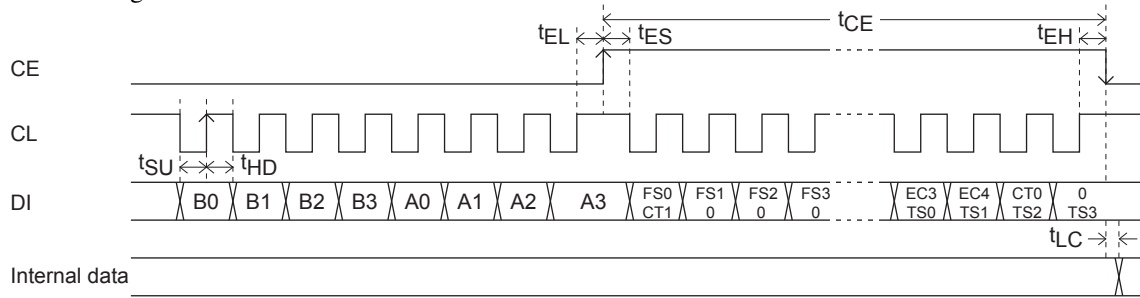 tCE
tEL tES tEH
CE
CL
tSU tHD
DI B0 B1 B2 B3 A0 A1 A2 A3 FS0 FS1 FS2 FS3 EC3 EC4 CT0 0
CT1 0 0 0 TS0 TS1 TS2 TS3
tLC
Internal data